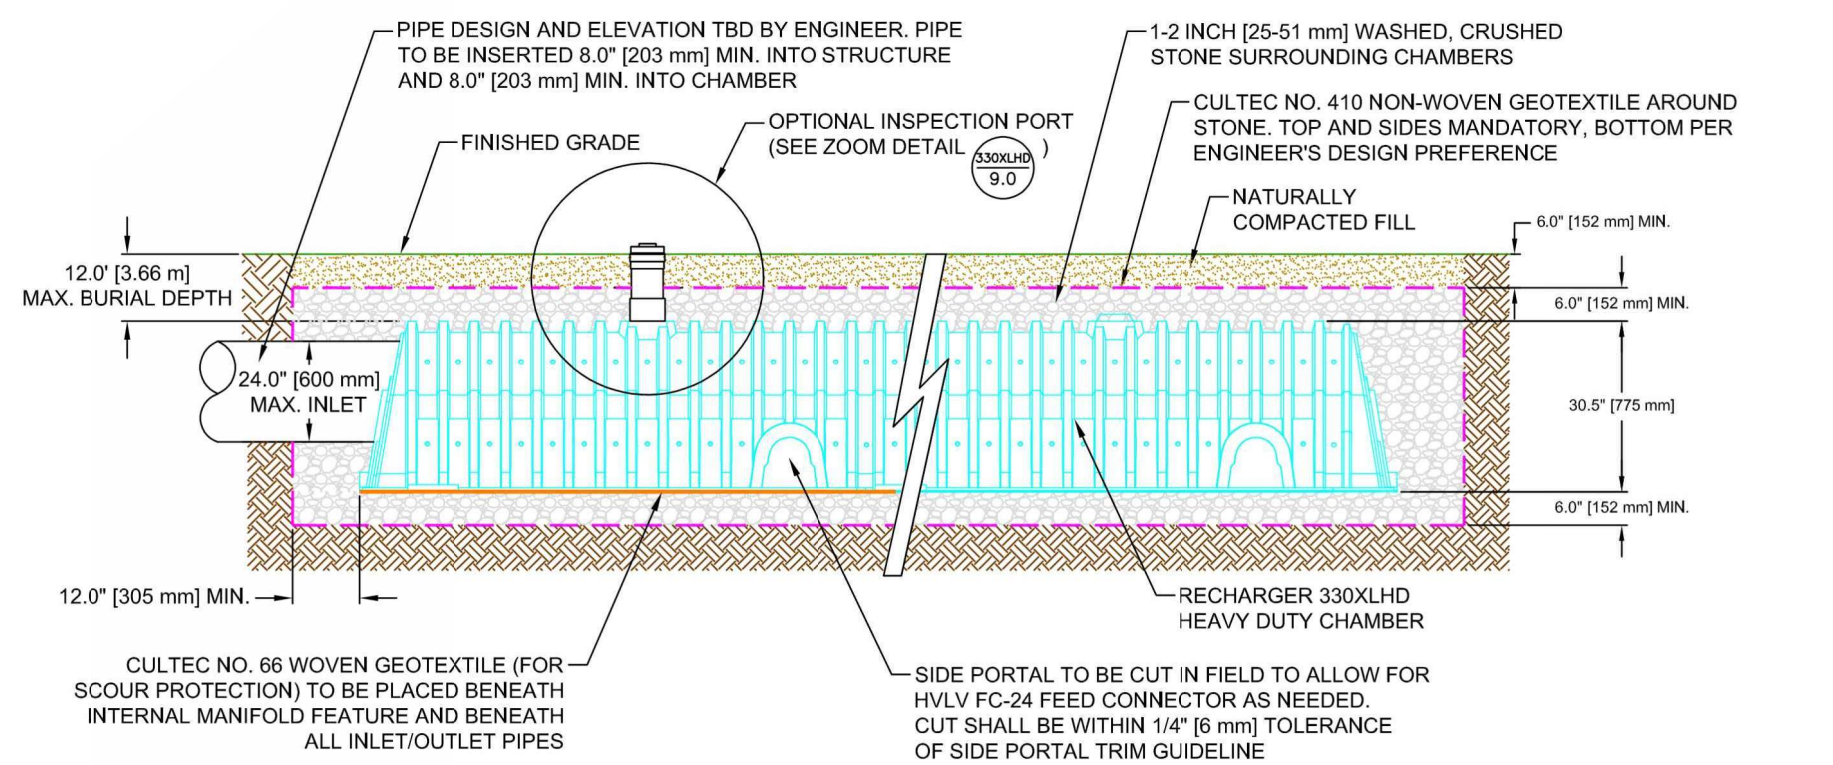 PIPE DESIGN AND ELEVATION TBD BY ENGINEER. PIPE
TO BE INSERTED 8.0" [203 mm] MIN. INTO STRUCTURE
AND 8.0" [203 mm] MIN. INTO CHAMBER
1-2 INCH [25-51 mm] WASHED, CRUSHED
STONE SURROUNDING CHAMBERS
CULTEC NO. 410 NON-WOVEN GEOTEXTILE AROUND
STONE. TOP AND SIDES MANDATORY, BOTTOM PER
ENGINEER'S DESIGN PREFERENCE
OPTIONAL INSPECTION PORT
(SEE ZOOM DETAIL 330XLHD )
9.0
FINISHED GRADE
NATURALLY
COMPACTED FILL
6.0" [152 mm] MIN.
12.0' [3.66 m]
MAX. BURIAL DEPTH
6.0" [152 mm] MIN.
24.0" [600 mm]
MAX. INLET
30.5" [775 mm]
6.0" [152 mm] MIN.
12.0" [305 mm] MIN.
RECHARGER 330XLHD
HEAVY DUTY CHAMBER
CULTEC NO. 66 WOVEN GEOTEXTILE (FOR
SCOUR PROTECTION) TO BE PLACED BENEATH
INTERNAL MANIFOLD FEATURE AND BENEATH
ALL INLET/OUTLET PIPES
SIDE PORTAL TO BE CUT IN FIELD TO ALLOW FOR
HVLV FC-24 FEED CONNECTOR AS NEEDED.
CUT SHALL BE WITHIN 1/4" [6 mm] TOLERANCE
OF SIDE PORTAL TRIM GUIDELINE